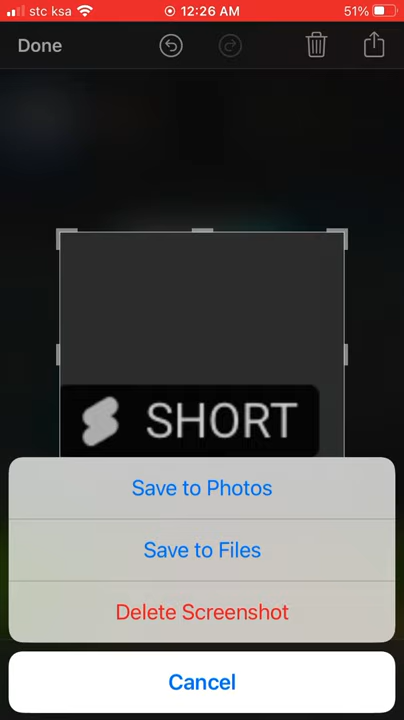 stc ksa 12:26 AM 51%
Done
SHORT
Save to Photos
Save to Files
Delete Screenshot
Cancel